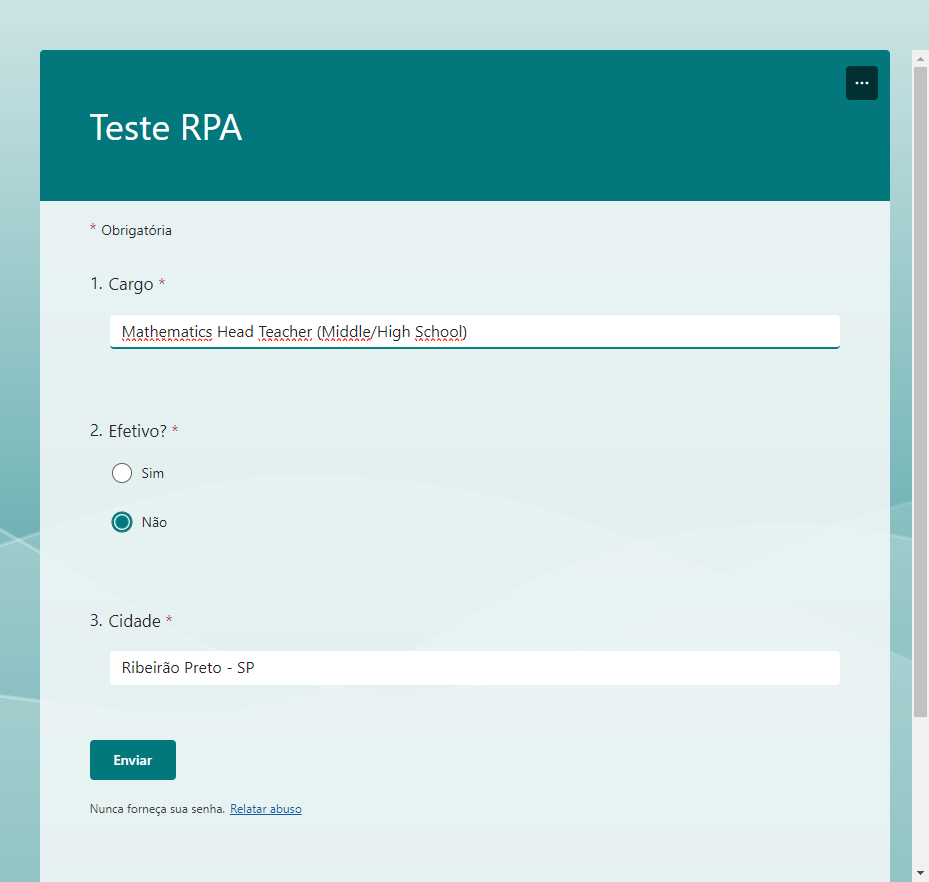 ...
Teste RPA
* Obrigatória
1. Cargo *
Mathematics Head Teacher (Middle/High School)
2. Efetivo? *
Sim
Não
3. Cidade *
Ribeirão Preto - SP
Enviar
Nunca forneça sua senha. Relatar abuso